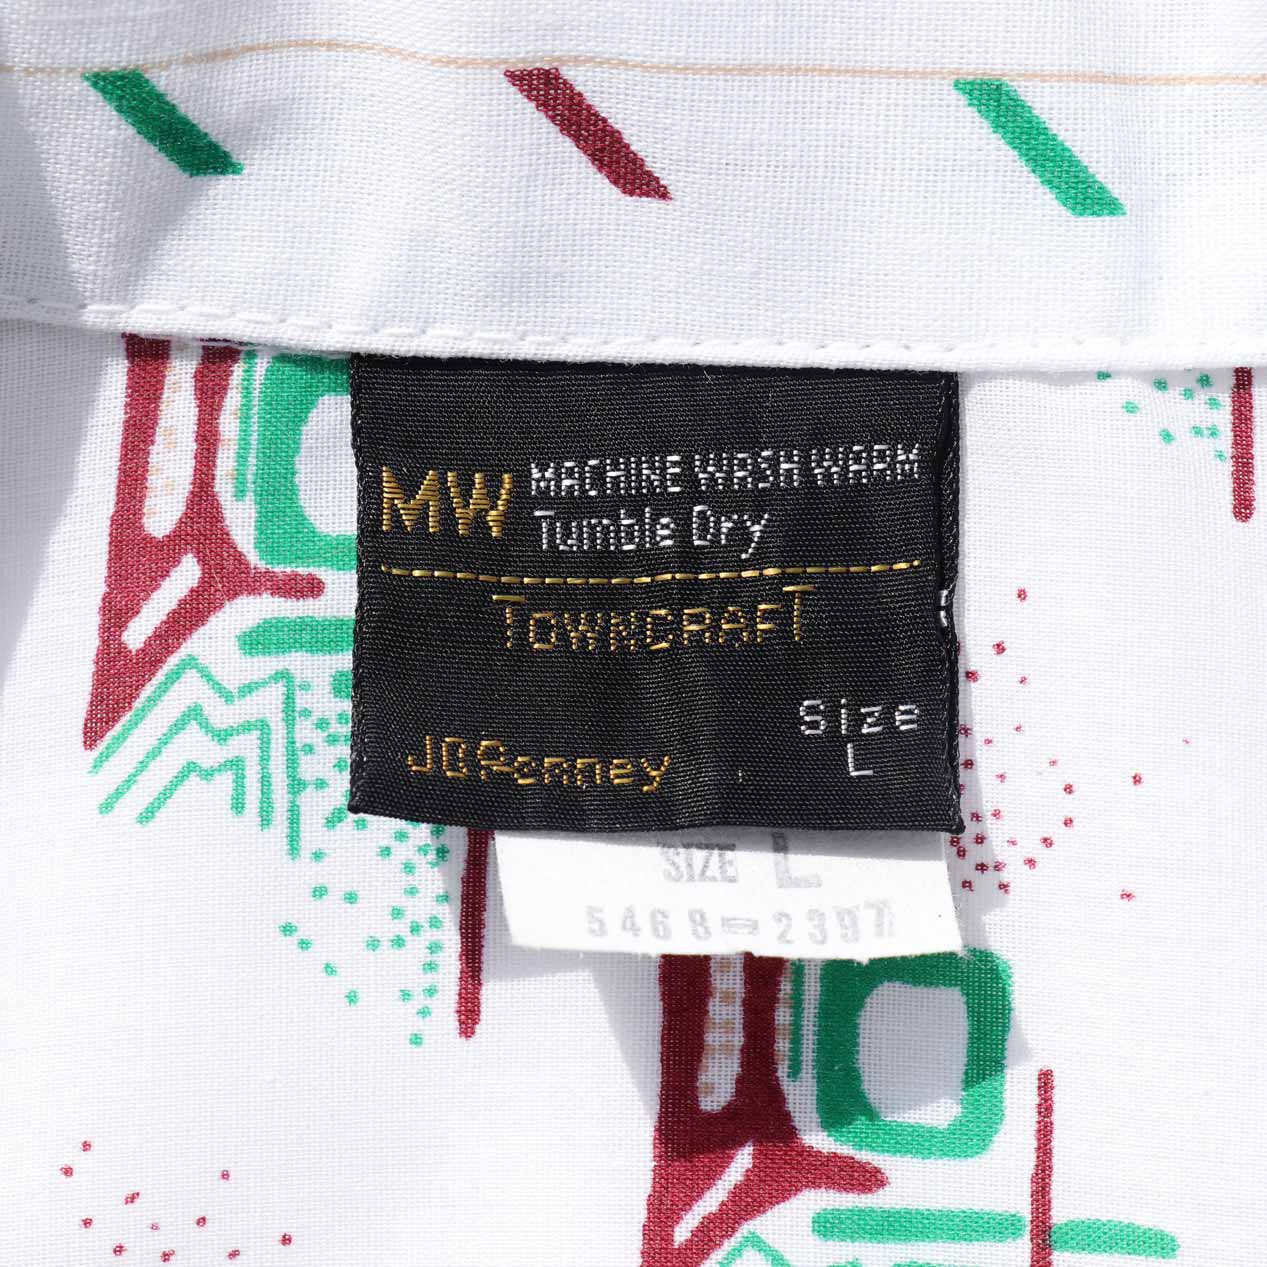 MW MACHINE WASH WARM
Tumble Dry
TOWNCRAFT
Size
L
JCPenney
SIZE L
5468-2397